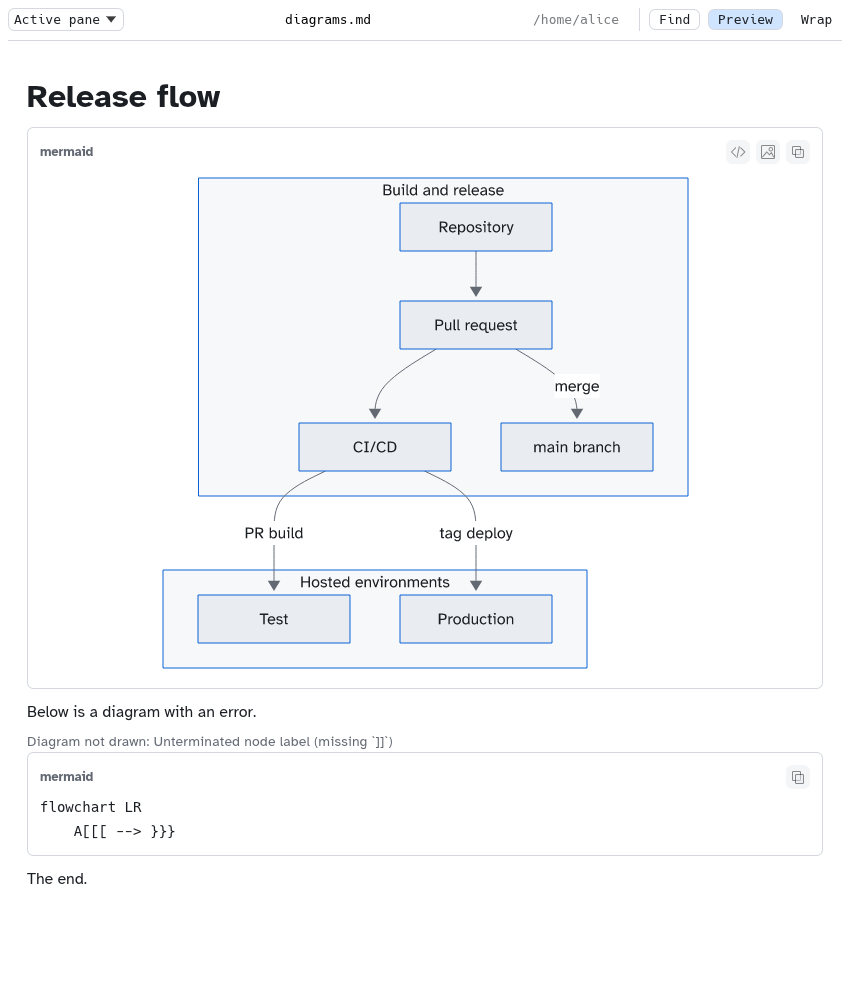 Active pane
diagrams.md
/home/alice
Find
Preview
Wrap
Release flow
mermaid
Build and release
Repository
Pull request
merge
CI/CD
main branch
PR build
tag deploy
Hosted environments
Test
Production
Below is a diagram with an error.
Diagram not drawn: Unterminated node label (missing `]]`)
mermaid
flowchart LR
    A[[[ --> }}}
The end.